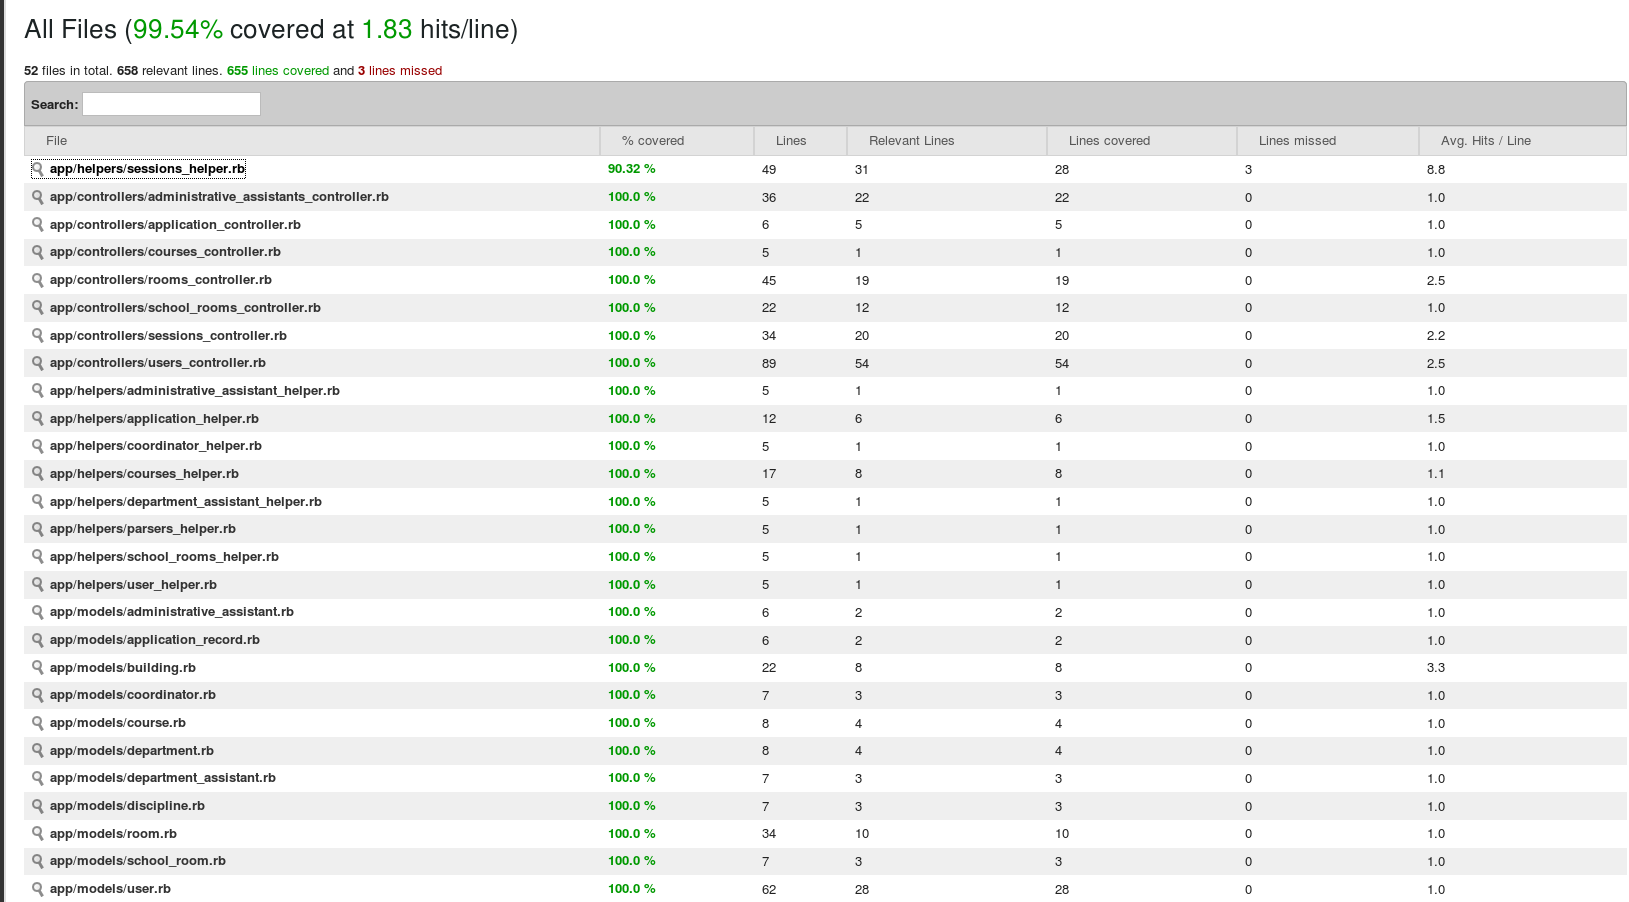 All Files (99.54% covered at 1.83 hits/line)
52 files in total. 658 relevant lines. 655 lines covered and 3 lines missed
Search:
File % covered Lines Relevant Lines Lines covered Lines missed Avg. Hits / Line
app/helpers/sessions_helper.rb 90.32 % 49 31 28 3 8.8
app/controllers/administrative_assistants_controller.rb 100.0 % 36 22 22 0 1.0
app/controllers/application_controller.rb 100.0 % 6 5 5 0 1.0
app/controllers/courses_controller.rb 100.0 % 5 1 1 0 1.0
app/controllers/rooms_controller.rb 100.0 % 45 19 19 0 2.5
app/controllers/school_rooms_controller.rb 100.0 % 22 12 12 0 1.0
app/controllers/sessions_controller.rb 100.0 % 34 20 20 0 2.2
app/controllers/users_controller.rb 100.0 % 89 54 54 0 2.5
app/helpers/administrative_assistant_helper.rb 100.0 % 5 1 1 0 1.0
app/helpers/application_helper.rb 100.0 % 12 6 6 0 1.5
app/helpers/coordinator_helper.rb 100.0 % 5 1 1 0 1.0
app/helpers/courses_helper.rb 100.0 % 17 8 8 0 1.1
app/helpers/department_assistant_helper.rb 100.0 % 5 1 1 0 1.0
app/helpers/parsers_helper.rb 100.0 % 5 1 1 0 1.0
app/helpers/school_rooms_helper.rb 100.0 % 5 1 1 0 1.0
app/helpers/user_helper.rb 100.0 % 5 1 1 0 1.0
app/models/administrative_assistant.rb 100.0 % 6 2 2 0 1.0
app/models/application_record.rb 100.0 % 6 2 2 0 1.0
app/models/building.rb 100.0 % 22 8 8 0 3.3
app/models/coordinator.rb 100.0 % 7 3 3 0 1.0
app/models/course.rb 100.0 % 8 4 4 0 1.0
app/models/department.rb 100.0 % 8 4 4 0 1.0
app/models/department_assistant.rb 100.0 % 7 3 3 0 1.0
app/models/discipline.rb 100.0 % 7 3 3 0 1.0
app/models/room.rb 100.0 % 34 10 10 0 1.0
app/models/school_room.rb 100.0 % 7 3 3 0 1.0
app/models/user.rb 100.0 % 62 28 28 0 1.0